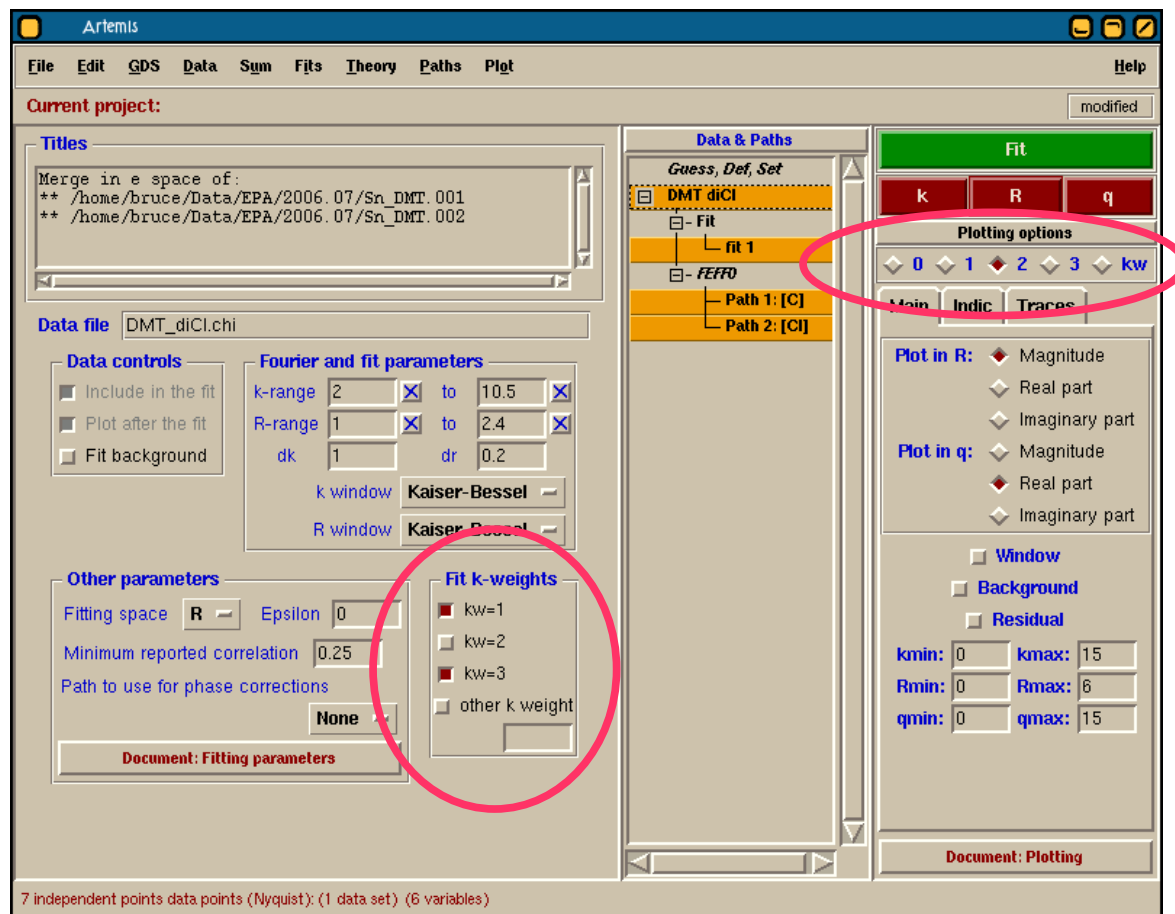 Artemis
File Edit GDS Data Sum Fits Theory Paths Plot Help
Current project: modified
Titles
Merge in e space of:
** /home/bruce/Data/EPA/2006.07/Sn_DMT.001
** /home/bruce/Data/EPA/2006.07/Sn_DMT.002
Data file DMT_diCl.chi
Data controls
Include in the fit
Plot after the fit
Fit background
Fourier and fit parameters
k-range 2 to 10.5
R-range 1 to 2.4
dk 1 dr 0.2
k window Kaiser-Bessel
R window Kaiser-Bessel
Other parameters
Fitting space R Epsilon 0
Minimum reported correlation 0.25
Path to use for phase corrections
None
Document: Fitting parameters
Fit k-weights
kw=1
kw=2
kw=3
other k weight
Data & Paths
Guess, Def, Set
DMT diCl
Fit
fit 1
FEFF0
Path 1: [C]
Path 2: [Cl]
Fit
k R q
Plotting options
0 1 2 3 kw
Main Indic Traces
Plot in R: Magnitude
Real part
Imaginary part
Plot in q: Magnitude
Real part
Imaginary part
Window
Background
Residual
kmin: 0 kmax: 15
Rmin: 0 Rmax: 6
qmin: 0 qmax: 15
Document: Plotting
7 independent points data points (Nyquist): (1 data set) (6 variables)